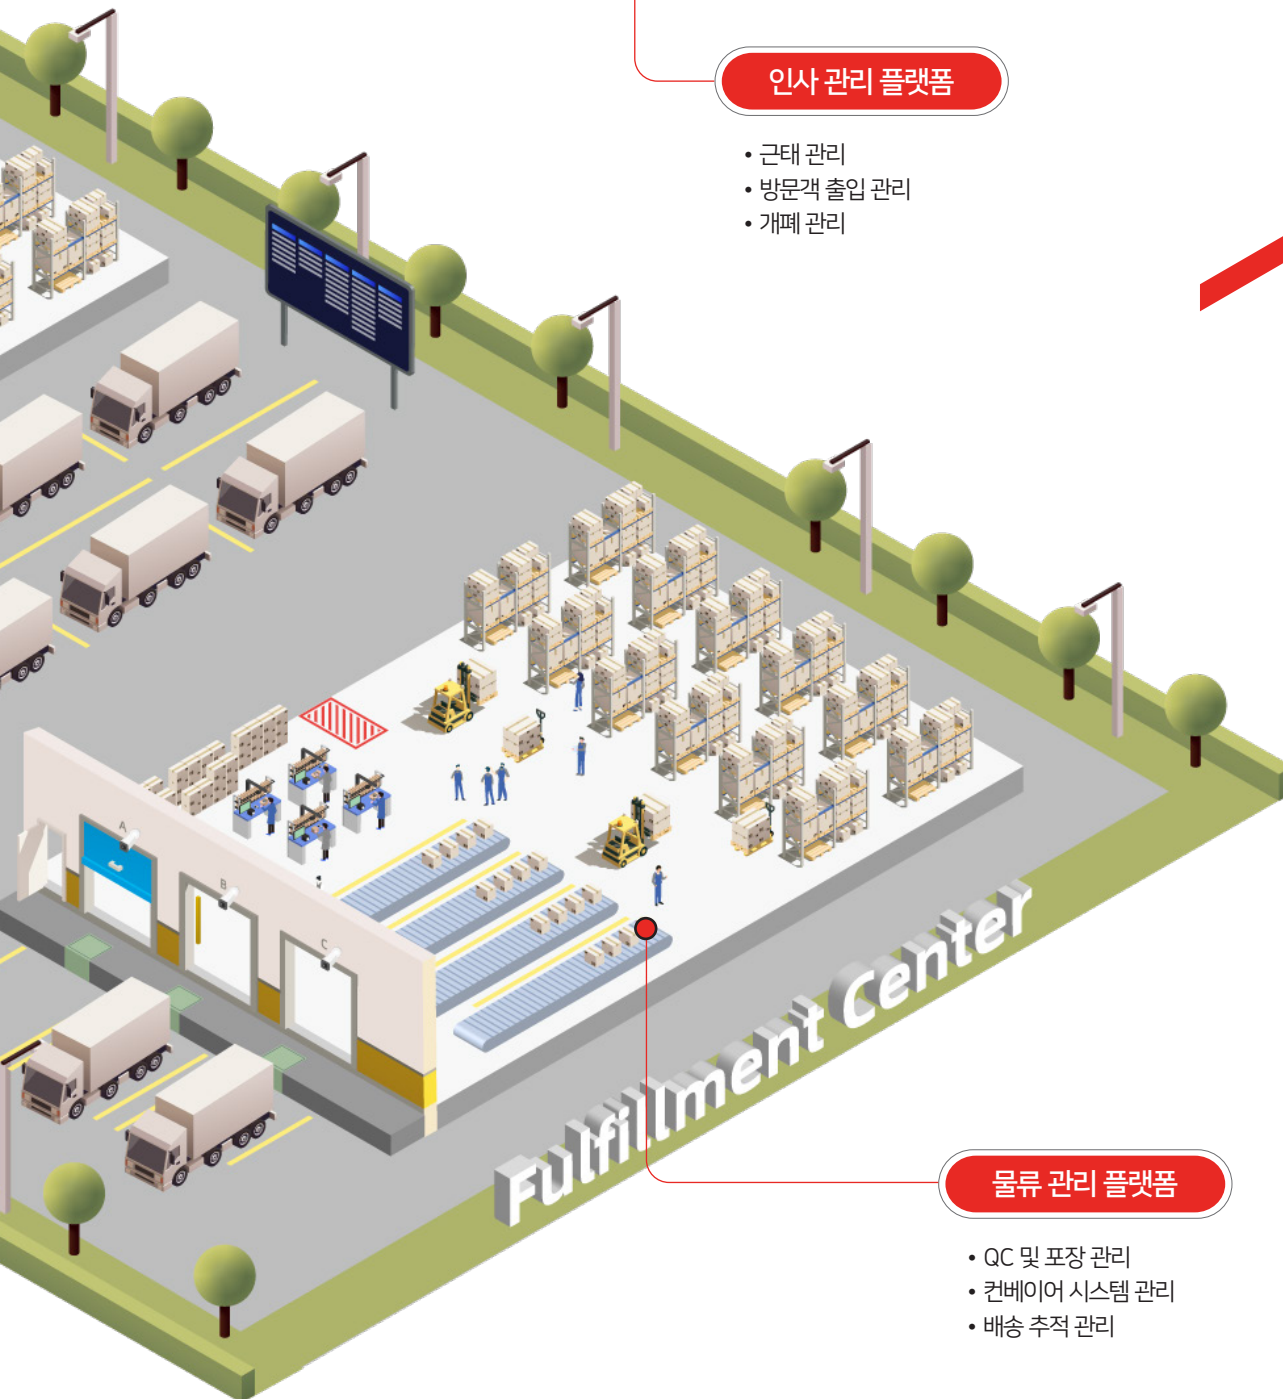 인사 관리 플랫폼
• 근태 관리
• 방문객 출입 관리
• 개폐 관리
A
B
C
Fulfillment Center
물류 관리 플랫폼
• QC 및 포장 관리
• 컨베이어 시스템 관리
• 배송 추적 관리